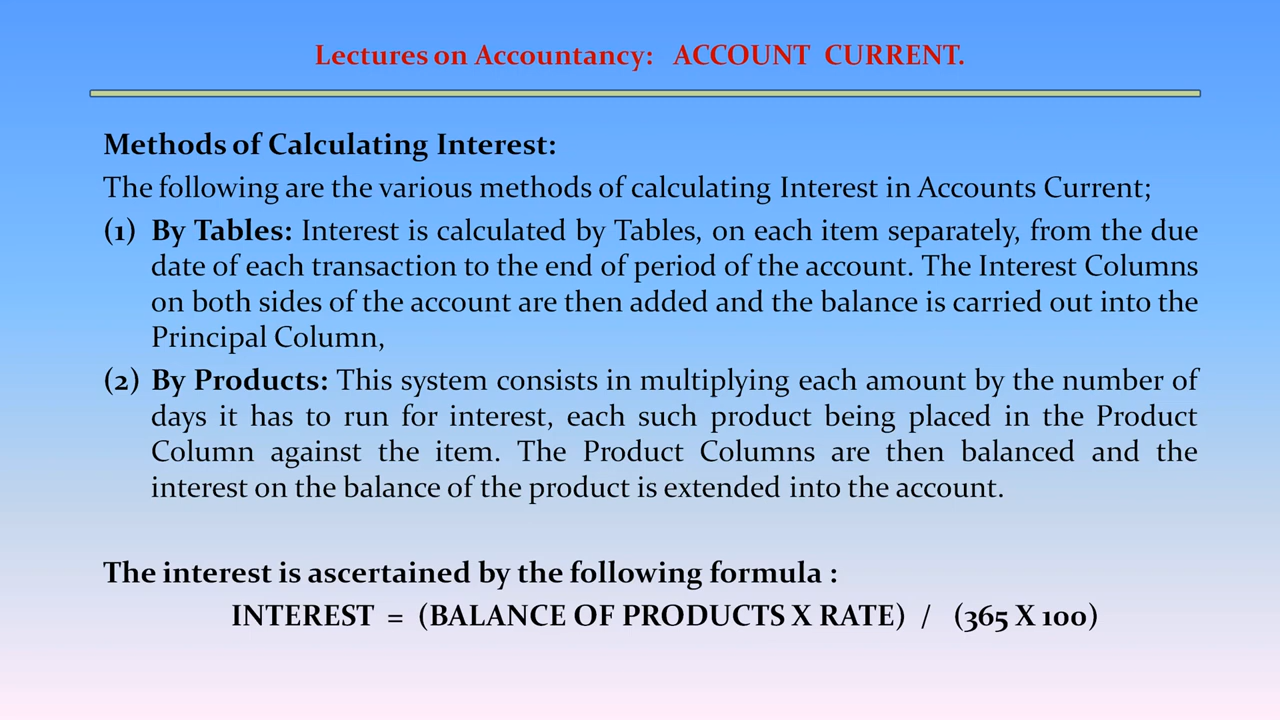 Lectures on Accountancy: ACCOUNT CURRENT.
Methods of Calculating Interest:
The following are the various methods of calculating Interest in Accounts Current;
(1) By Tables: Interest is calculated by Tables, on each item separately, from the due
date of each transaction to the end of period of the account. The Interest Columns
on both sides of the account are then added and the balance is carried out into the
Principal Column,
(2) By Products: This system consists in multiplying each amount by the number of
days it has to run for interest, each such product being placed in the Product
Column against the item. The Product Columns are then balanced and the
interest on the balance of the product is extended into the account.
The interest is ascertained by the following formula :
INTEREST = (BALANCE OF PRODUCTS X RATE) / (365 X 100)